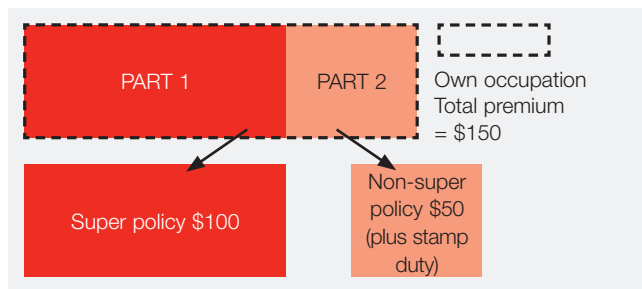 PART 1
PART 2
Own occupation
Total premium
= $150
Super policy $100
Non-super
policy $50
(plus stamp
duty)